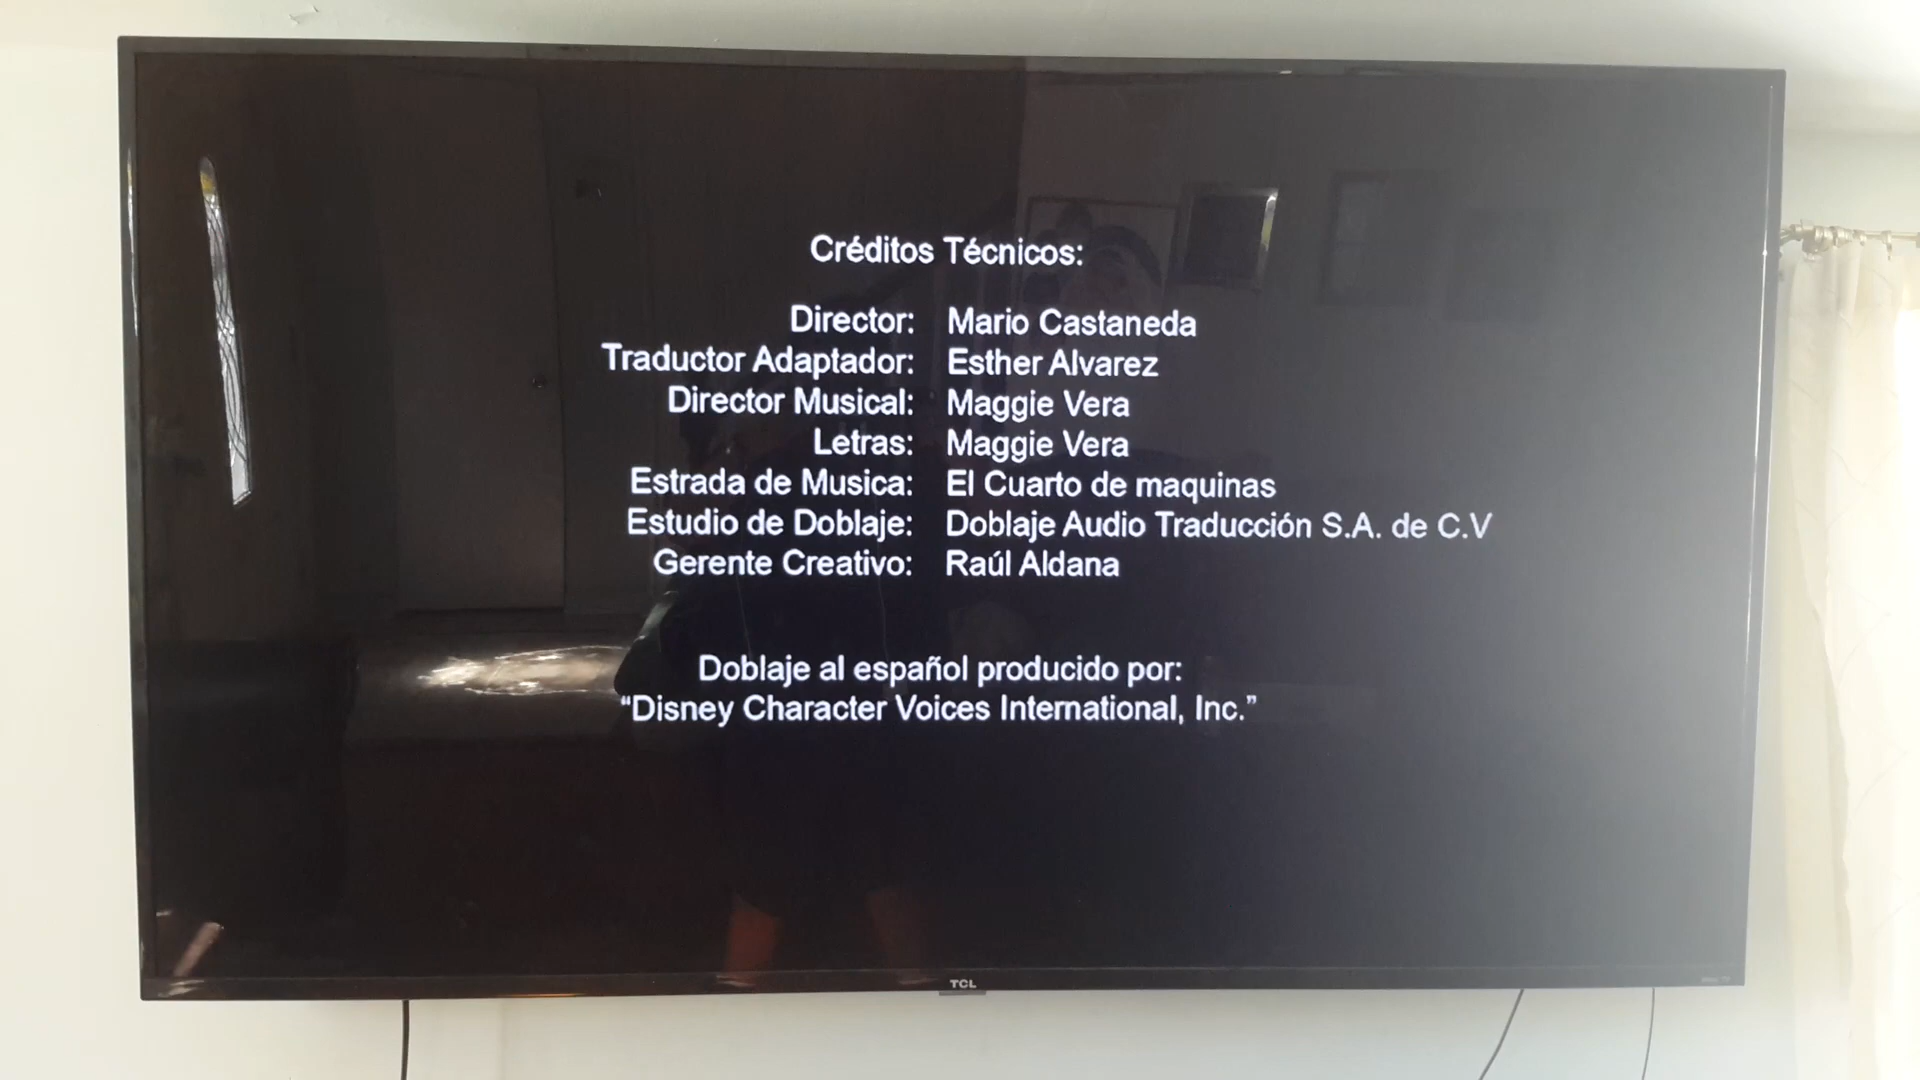 Créditos Técnicos:
Director: Mario Castaneda
Traductor Adaptador: Esther Alvarez
Director Musical: Maggie Vera
Letras: Maggie Vera
Estrada de Musica: El Cuarto de maquinas
Estudio de Doblaje: Doblaje Audio Traducción S.A. de C.V
Gerente Creativo: Raúl Aldana
Doblaje al español producido por:
“Disney Character Voices International, Inc.”
TCL